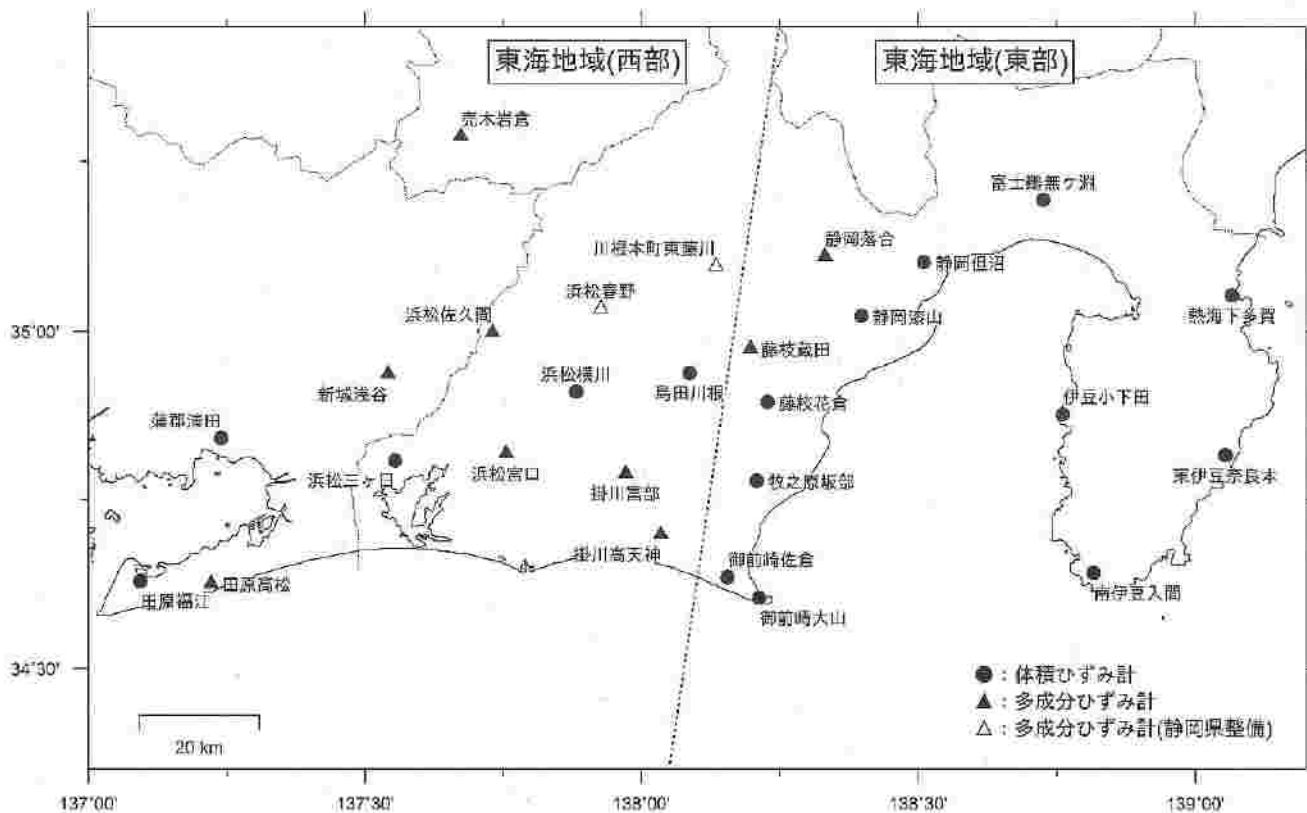 東海地域(西部)
東海地域(東部)
売木岩倉
富士鵜無ケ淵
川根本町東藤川
静岡落合
浜松春野
静岡但沼
浜松佐久間
35°00'
静岡漆山
熱海下多賀
藤枝蔵田
新城浅谷
浜松横川
島田川根
藤枝花倉
伊豆小下田
蒲郡清田
浜松三ヶ日
浜松宮口
掛川富部
牧之原坂部
東伊豆奈良本
掛川高天神
御前崎佐倉
田原福江
田原高松
御前崎大山
南伊豆入間
34°30'
●:体積ひずみ計
▲:多成分ひずみ計
△:多成分ひずみ計(静岡県整備)
20 km
137°00'
137°30'
138°00'
138°30'
139°00'